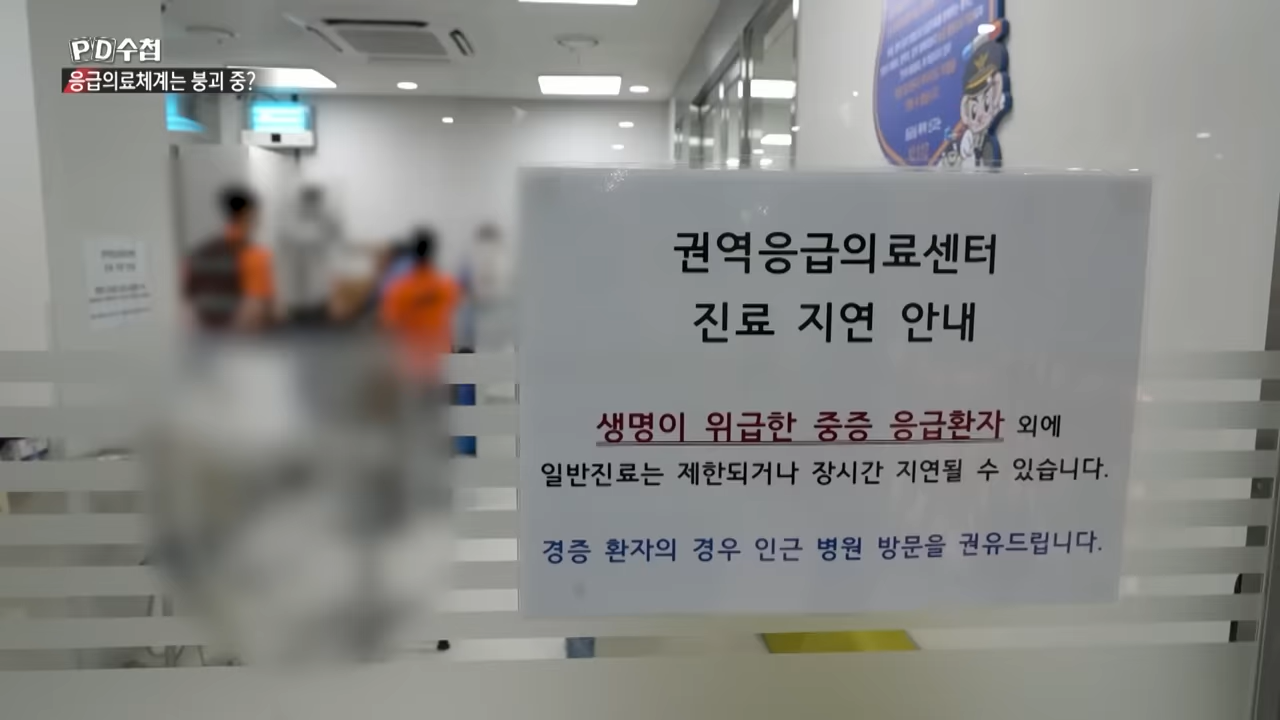 PD수첩
응급의료체계는 붕괴 중?
권역응급의료센터
진료 지연 안내
생명이 위급한 중증 응급환자 외에
일반진료는 제한되거나 장시간 지연될 수 있습니다.
경증 환자의 경우 인근 병원 방문을 권유드립니다.